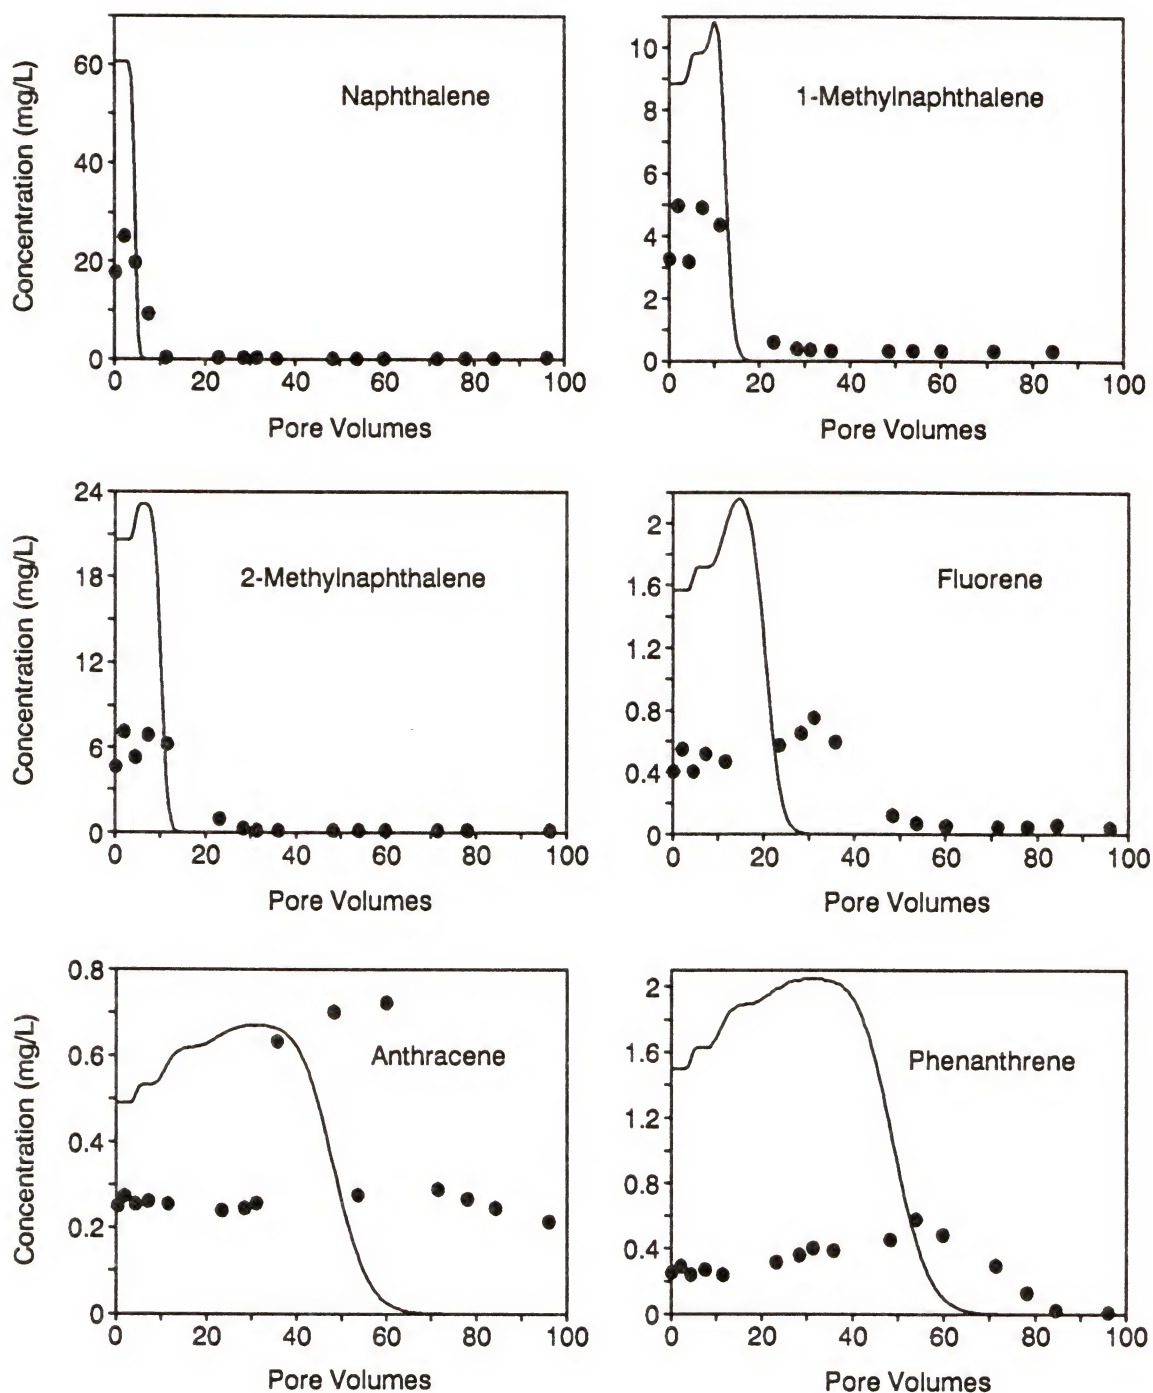 Naphthalene
Concentration (mg/L)
60
40
20
0
0 20 40 60 80 100
Pore Volumes
1-Methylnaphthalene
10
8
6
4
2
0
0 20 40 60 80 100
Pore Volumes
2-Methylnaphthalene
Concentration (mg/L)
24
18
12
6
0
0 20 40 60 80 100
Pore Volumes
Fluorene
2
1.6
1.2
0.8
0.4
0
0 20 40 60 80 100
Pore Volumes
Anthracene
Concentration (mg/L)
0.8
0.6
0.4
0.2
0
0 20 40 60 80 100
Pore Volumes
Phenanthrene
2
1.6
1.2
0.8
0.4
0
0 20 40 60 80 100
Pore Volumes